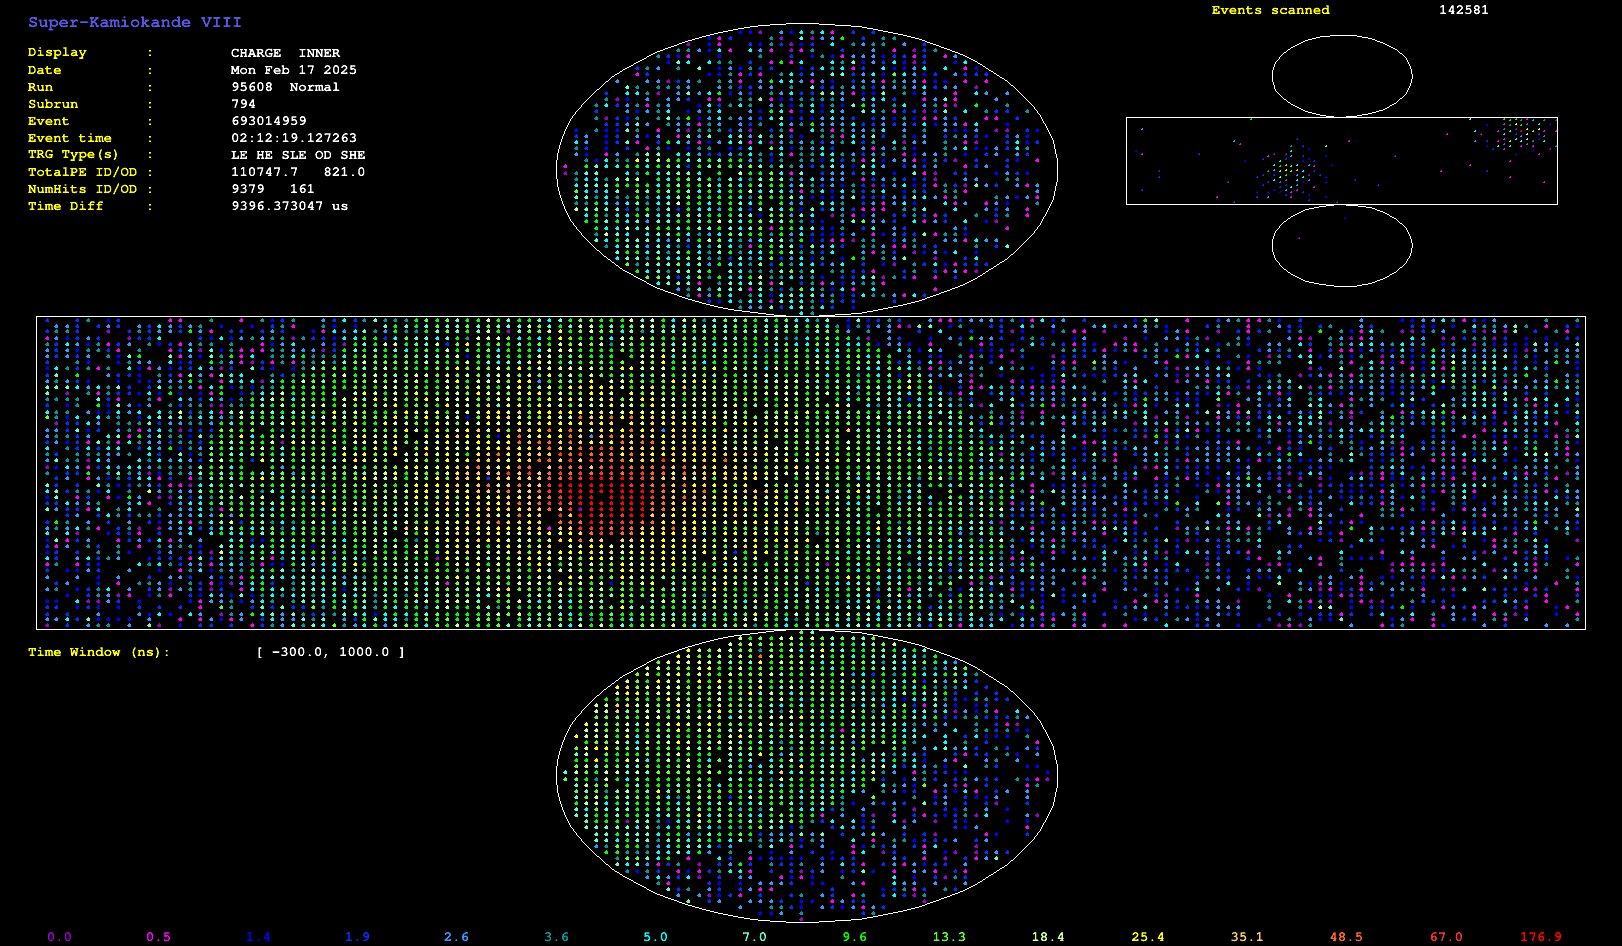 Super-Kamiokande VIII
Events scanned 142581
Display : CHARGE INNER
Date : Mon Feb 17 2025
Run : 95608 Normal
Subrun : 794
Event : 693014959
Event time : 02:12:19.127263
TRG Type(s) : LE HE SLE OD SHE
TotalPE ID/OD : 110747.7 821.0
NumHits ID/OD : 9379 161
Time Diff : 9396.373047 us
Time Window (ns): [ -300.0, 1000.0 ]
0.0 0.5 1.4 1.9 2.6 3.6 5.0 7.0 9.6 13.3 18.4 25.4 35.1 48.5 67.0 176.9